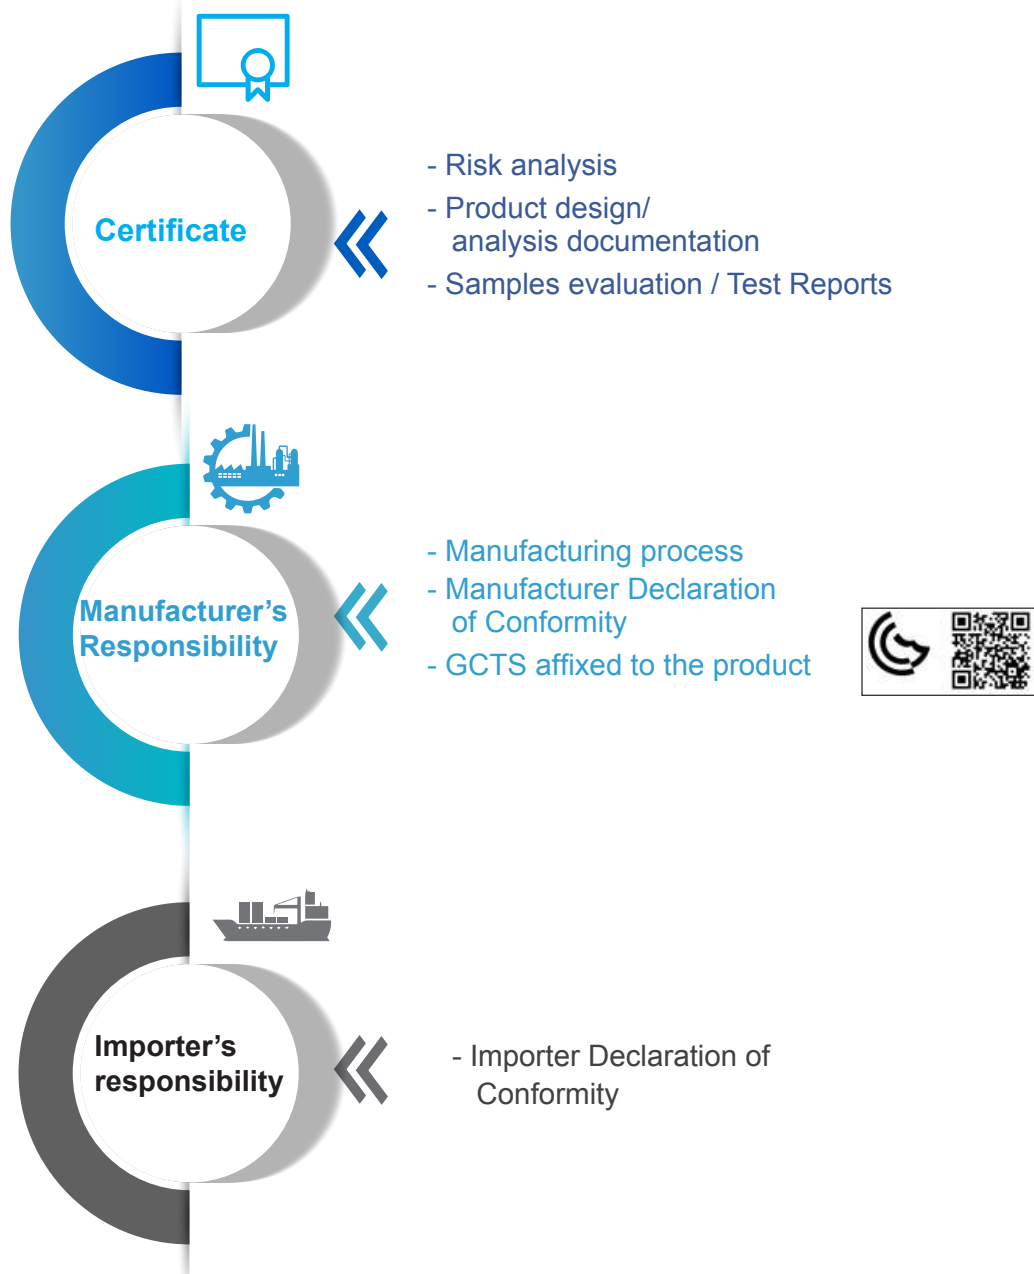 Certificate
- Risk analysis
- Product design/
analysis documentation
- Samples evaluation / Test Reports
Manufacturer’s
Responsibility
- Manufacturing process
- Manufacturer Declaration
of Conformity
- GCTS affixed to the product
Importer’s
responsibility
- Importer Declaration of
Conformity